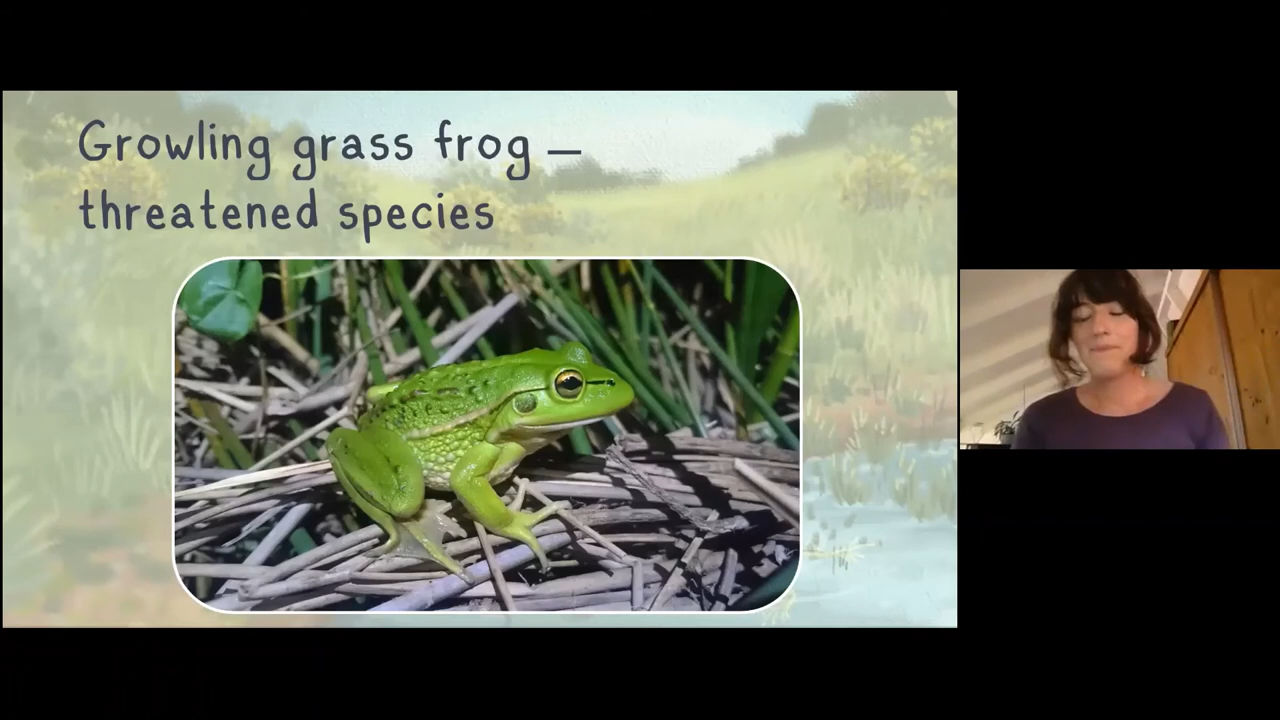 Growling grass frog —
threatened species